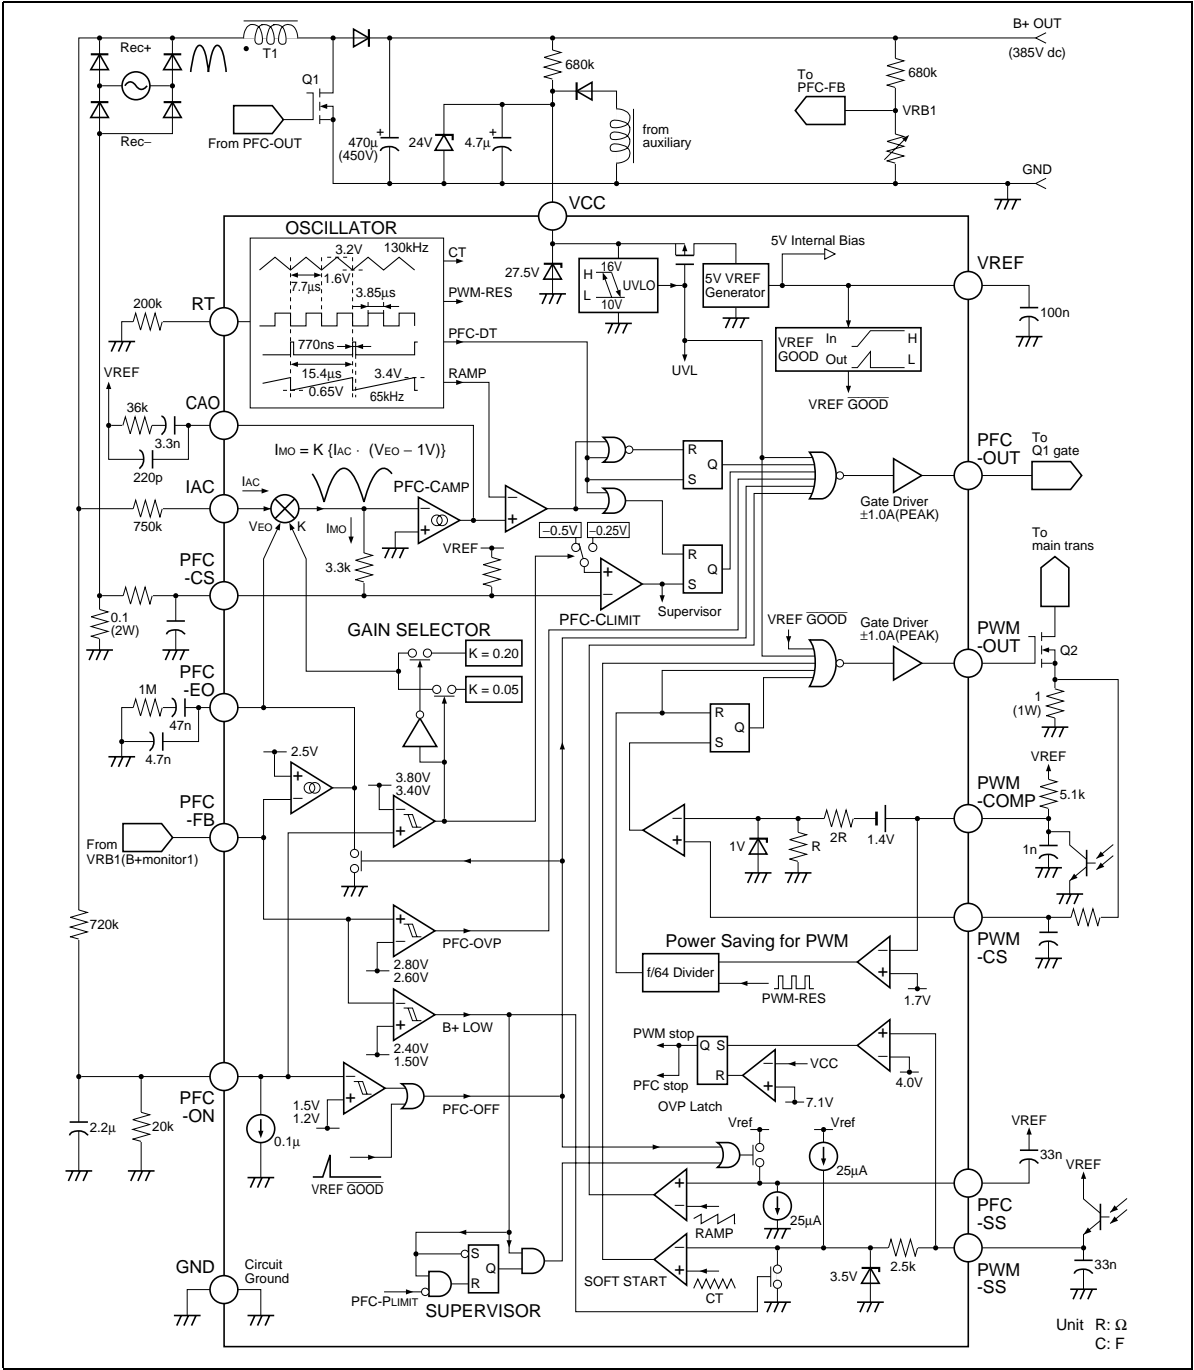 Rec+
Rec−
T1
Q1
From PFC-OUT
470μ
(450V)
+
24V
4.7μ
+
680k
from
auxiliary
To
PFC-FB
680k
VRB1
B+ OUT
(385V dc)
GND
VCC
OSCILLATOR
3.2V
130kHz
1.6V
7.7μs
3.85μs
770ns
15.4μs
3.4V
0.65V
65kHz
CT
PWM-RES
PFC-DT
RAMP
27.5V
H
L
16V
10V
UVLO
UVL
5V VREF
Generator
5V Internal Bias
VREF
GOOD
In
Out
H
L
VREF GOOD
VREF
100n
200k
RT
VREF
36k
3.3n
220p
CAO
IMO = K {IAC · (VEO − 1V)}
IAC
IAC
750k
VEO
K
IMO
3.3k
PFC-CAMP
−
+
−
+
VREF
−0.5V
−0.25V
R
S
Q
R
S
Q
+
−
PFC-CLIMIT
Supervisor
Gate Driver
±1.0A(PEAK)
PFC
-OUT
To
Q1 gate
To
main trans
PFC
-CS
0.1
(2W)
GAIN SELECTOR
K = 0.20
K = 0.05
VREF GOOD
Gate Driver
±1.0A(PEAK)
PWM
-OUT
Q2
1
(1W)
PFC
-EO
1M
47n
4.7n
2.5V
+
−
3.80V
3.40V
−
+
R
S
Q
VREF
5.1k
PWM
-COMP
1n
−
+
1V
R
2R
1.4V
PFC
-FB
From
VRB1(B+monitor1)
720k
+
−
PFC-OVP
2.80V
2.60V
−
+
B+ LOW
2.40V
1.50V
Power Saving for PWM
f/64 Divider
PWM-RES
−
+
1.7V
PWM
-CS
PWM stop
PFC stop
Q
S
R
OVP Latch
+
−
4.0V
−
+
VCC
7.1V
PFC
-ON
2.2μ
20k
0.1μ
−
+
1.5V
1.2V
PFC-OFF
VREF GOOD
Vref
Vref
25μA
25μA
+
−
RAMP
VREF
33n
VREF
PFC
-SS
−
+
SOFT START
CT
3.5V
2.5k
PWM
-SS
33n
S
R
Q
PFC-PLIMIT
SUPERVISOR
GND
Circuit
Ground
Unit R: Ω
C: F